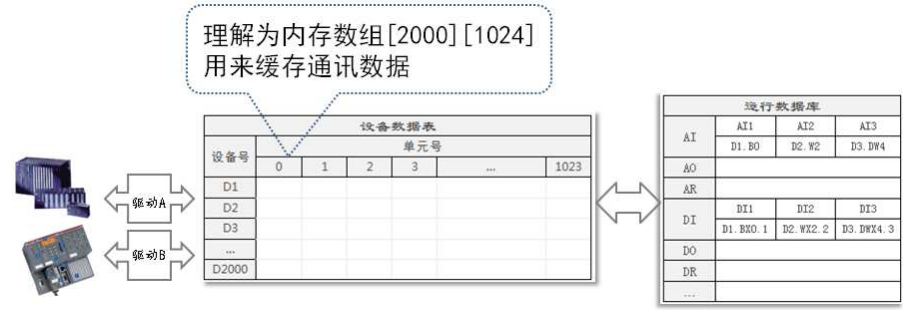 理解为内存数组[2000][1024]
用来缓存通讯数据
设备数据表
设备号
单元号
0 1 2 3 ... 1023
D1
D2
D3
...
D2000
驱动A
驱动B
运行数据库
AI
AI1 AI2 AI3
D1.B0 D2.W2 D3.DW4
AO
AR
DI
DI1 DI2 DI3
D1.BX0.1 D2.WX2.2 D3.DWX4.3
DO
DR
...